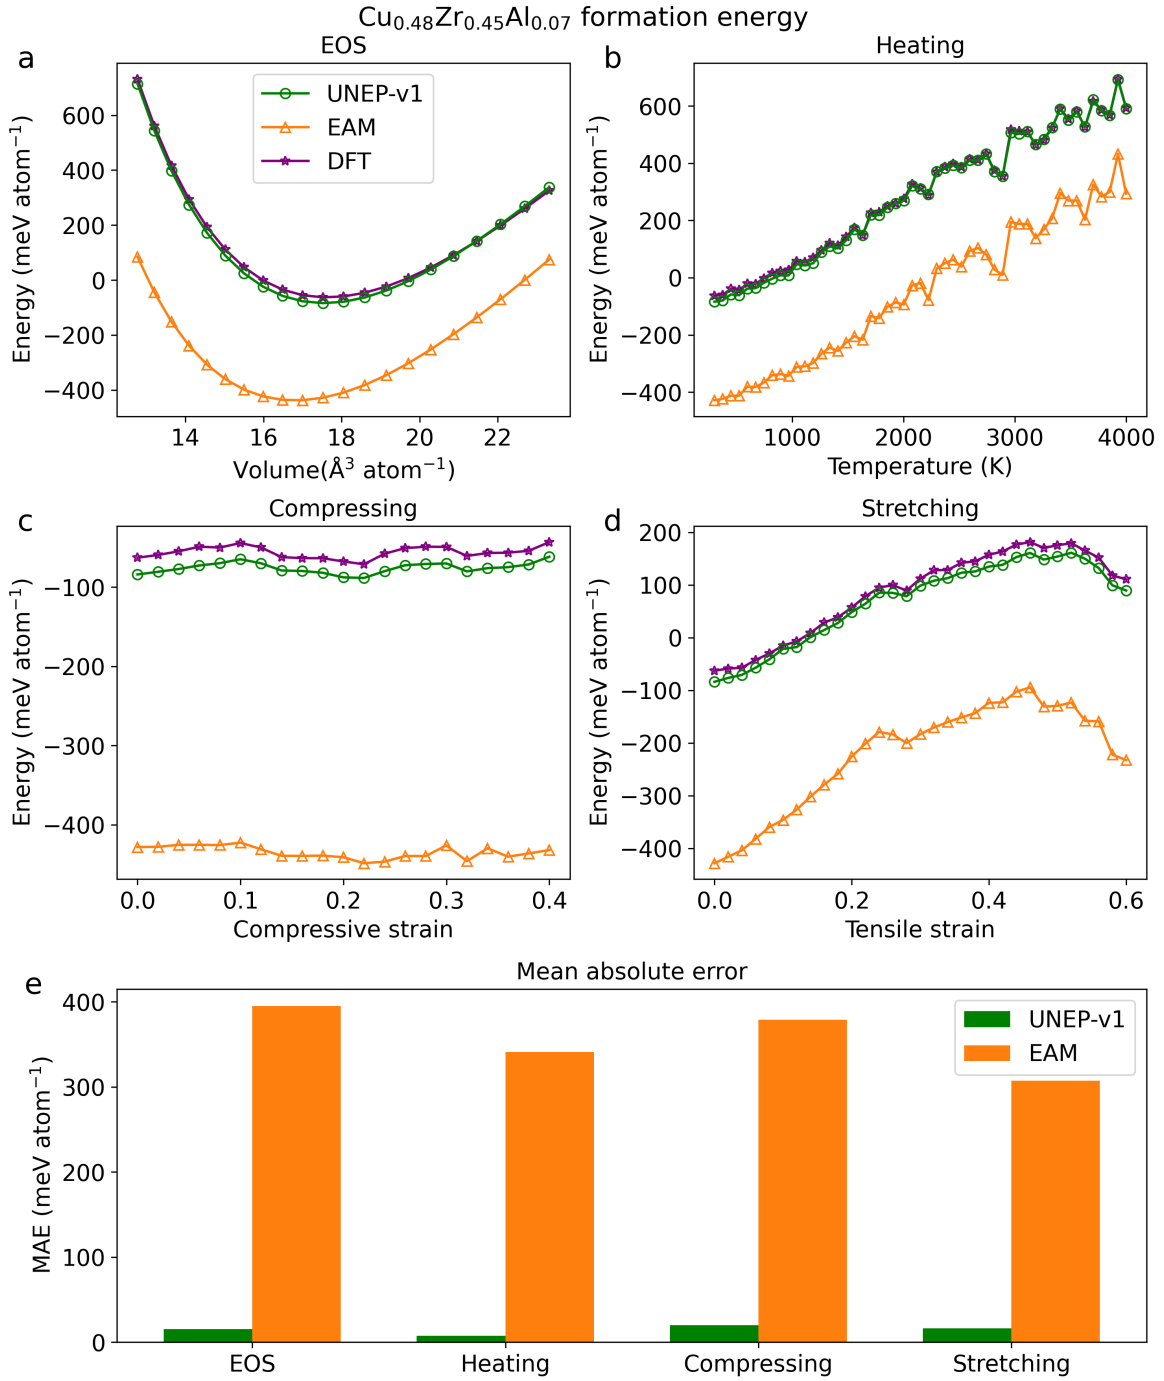 Cu₀.₄₈Zr₀.₄₅Al₀.₀₇ formation energy
a
EOS
UNEP-v1
EAM
DFT
600
400
200
0
−200
−400
Energy (meV atom⁻¹)
14 16 18 20 22
Volume(Å³ atom⁻¹)
b
Heating
600
400
200
0
−200
−400
Energy (meV atom⁻¹)
1000 2000 3000 4000
Temperature (K)
c
Compressing
−100
−200
−300
−400
Energy (meV atom⁻¹)
0.0 0.1 0.2 0.3 0.4
Compressive strain
d
Stretching
200
100
0
−100
−200
−300
−400
Energy (meV atom⁻¹)
0.0 0.2 0.4 0.6
Tensile strain
e
Mean absolute error
UNEP-v1
EAM
400
300
200
100
0
MAE (meV atom⁻¹)
EOS Heating Compressing Stretching